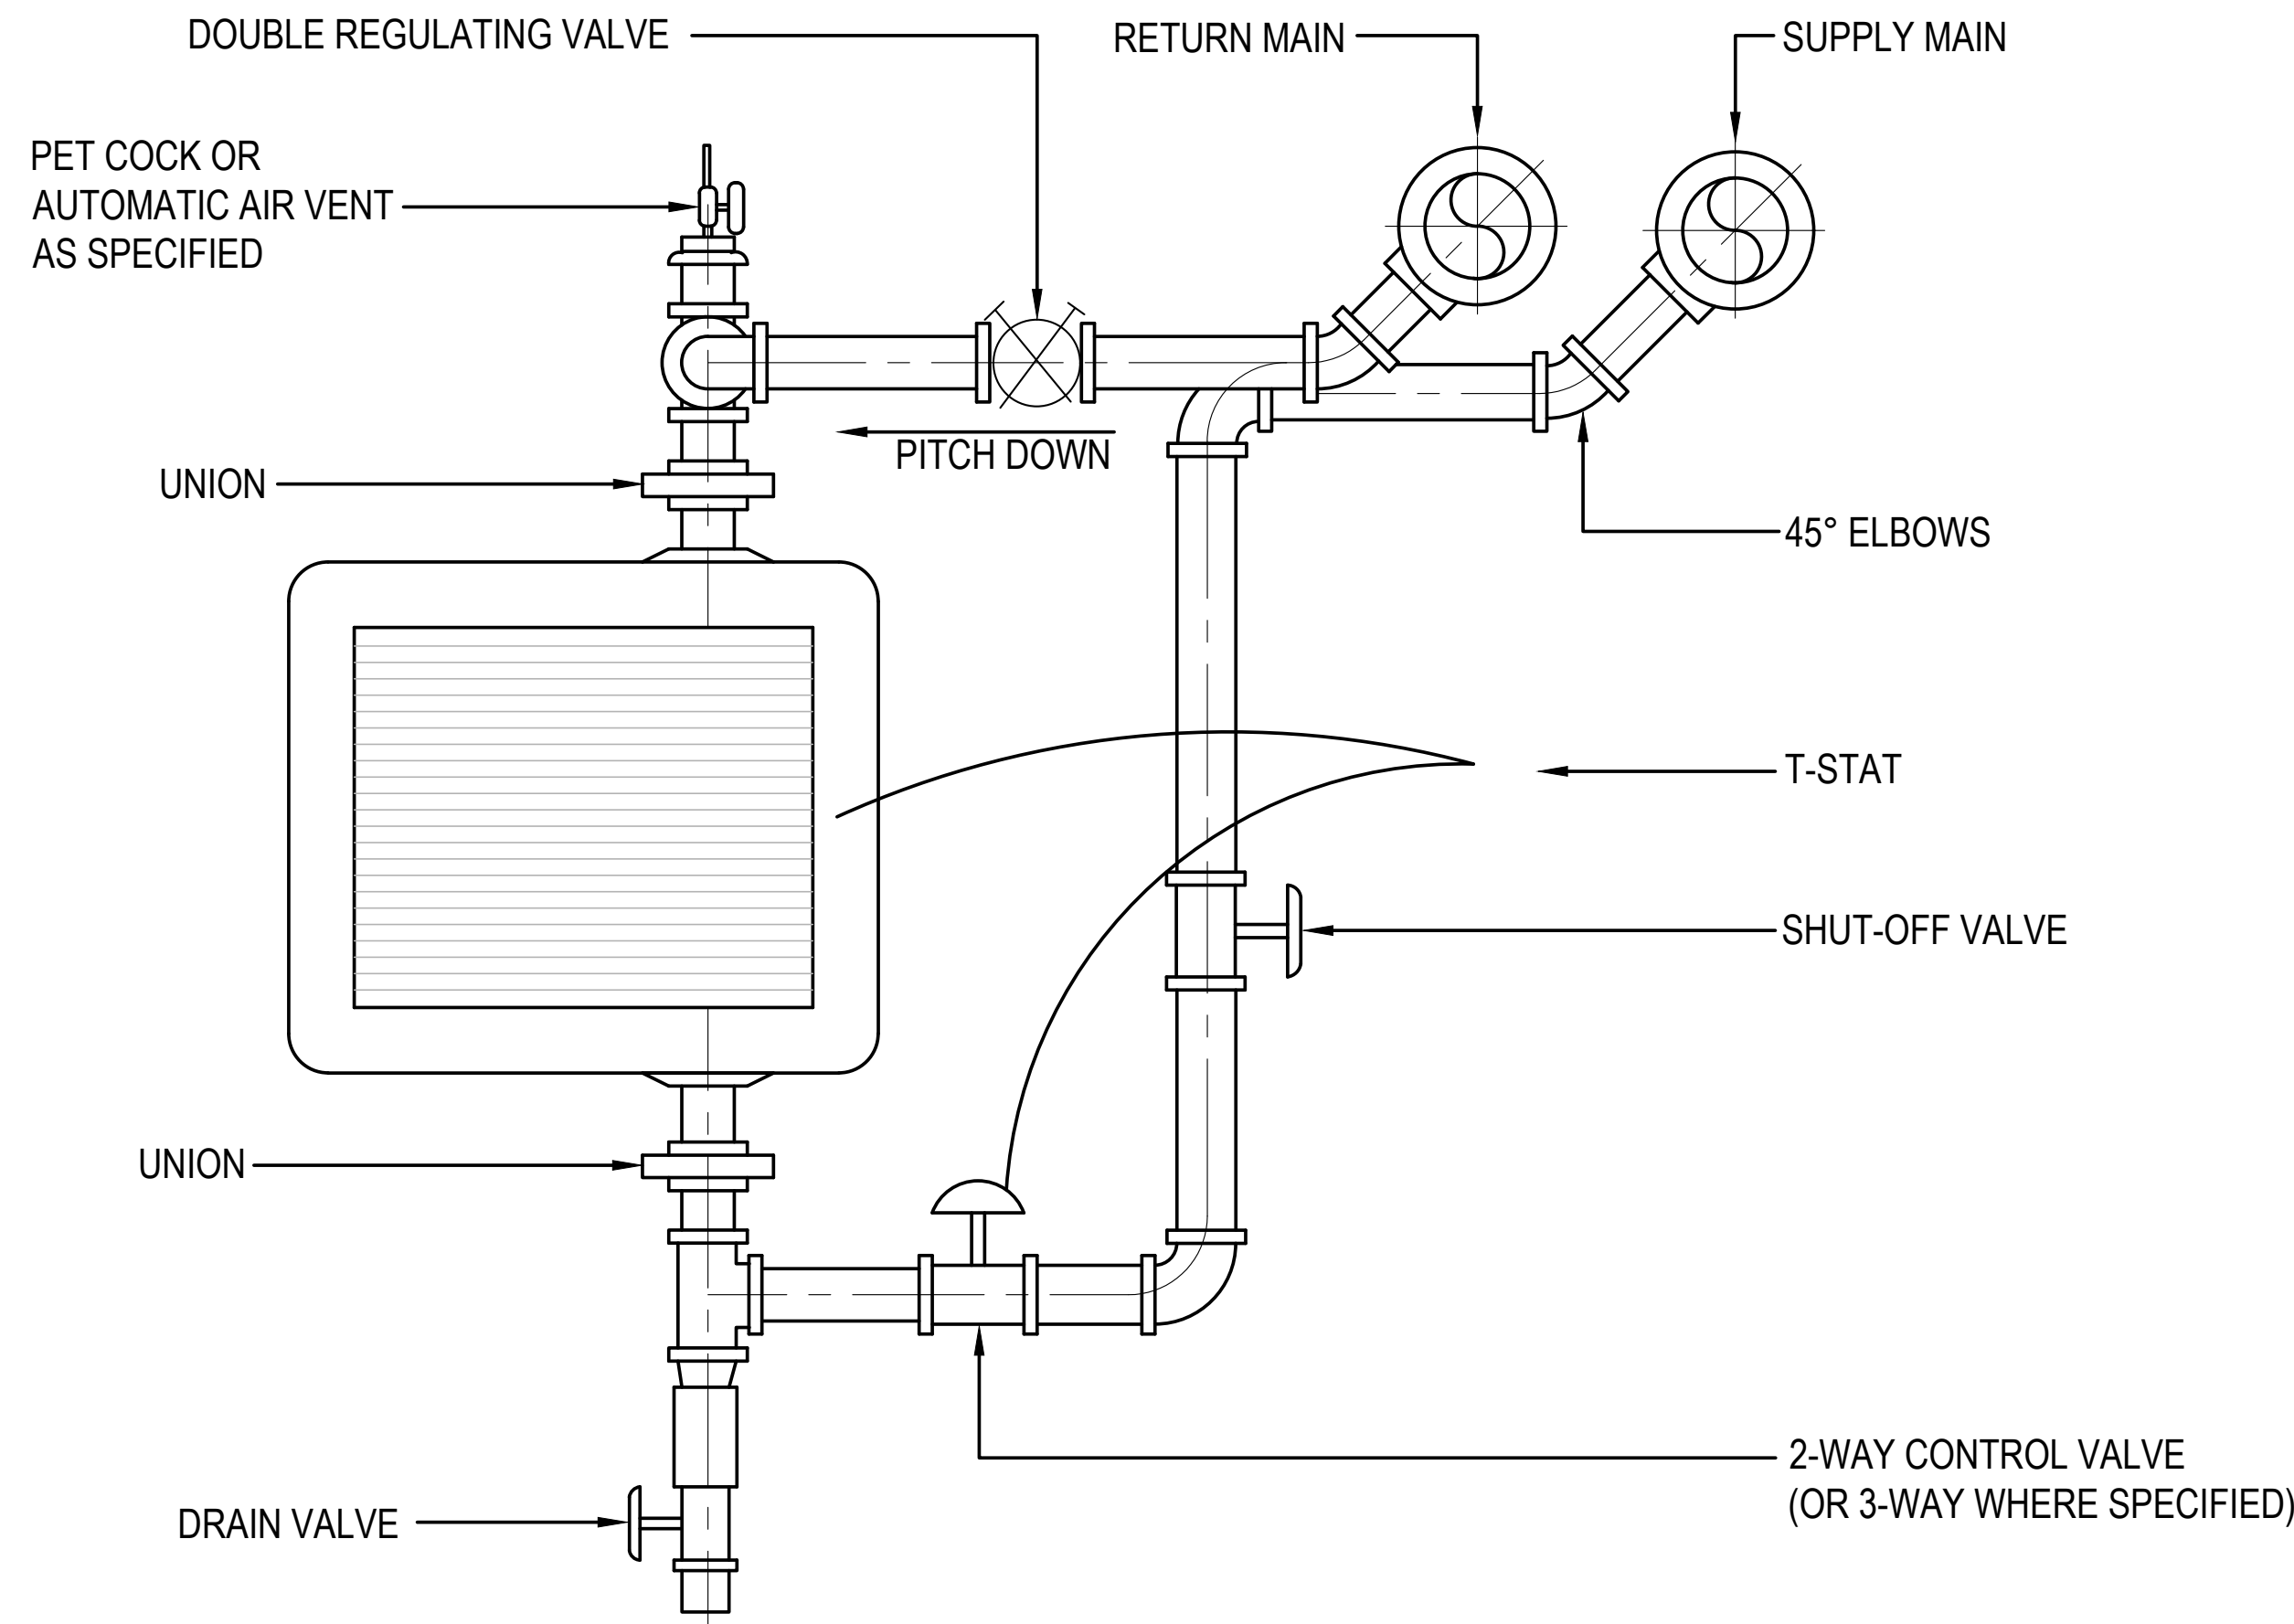 DOUBLE REGULATING VALVE
RETURN MAIN
SUPPLY MAIN
PET COCK OR
AUTOMATIC AIR VENT
AS SPECIFIED
PITCH DOWN
UNION
45° ELBOWS
T-STAT
SHUT-OFF VALVE
UNION
2-WAY CONTROL VALVE
(OR 3-WAY WHERE SPECIFIED)
DRAIN VALVE